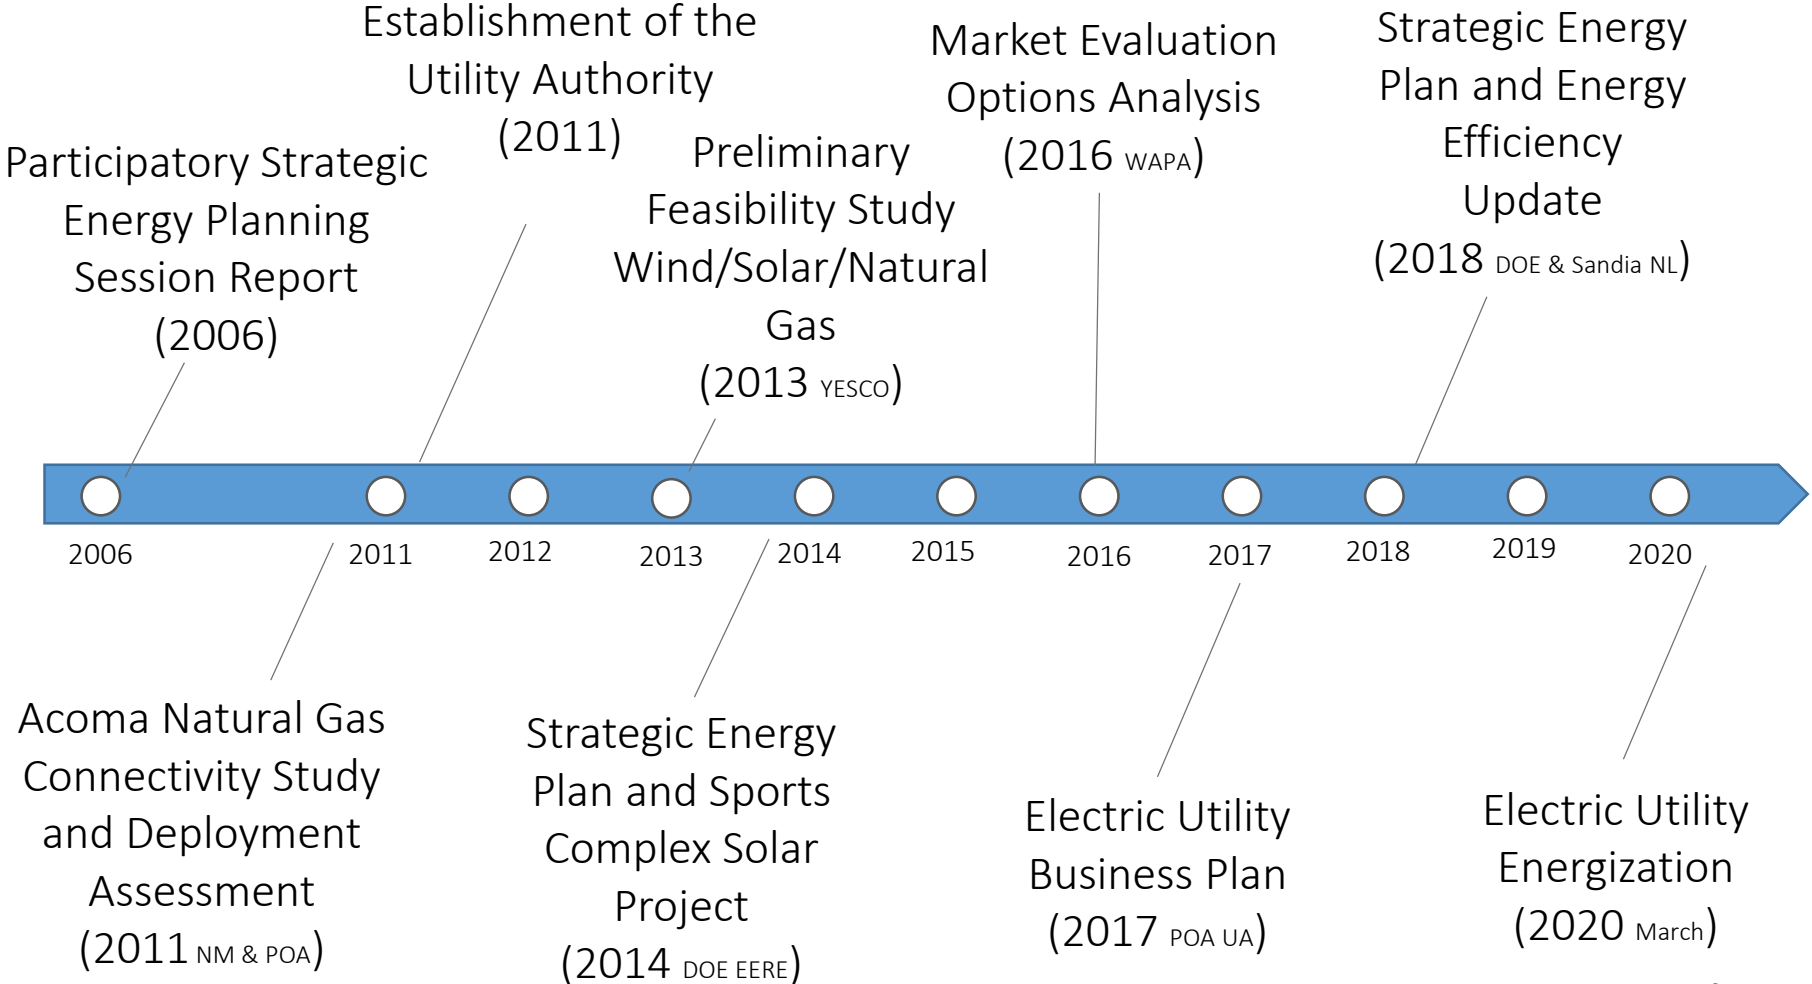 Participatory Strategic
Energy Planning
Session Report
(2006)
Establishment of the
Utility Authority
(2011)
Preliminary
Feasibility Study
Wind/Solar/Natural
Gas
(2013 YESCO)
Market Evaluation
Options Analysis
(2016 WAPA)
Strategic Energy
Plan and Energy
Efficiency
Update
(2018 DOE & Sandia NL)
2006
2011
2012
2013
2014
2015
2016
2017
2018
2019
2020
Acoma Natural Gas
Connectivity Study
and Deployment
Assessment
(2011 NM & POA)
Strategic Energy
Plan and Sports
Complex Solar
Project
(2014 DOE EERE)
Electric Utility
Business Plan
(2017 POA UA)
Electric Utility
Energization
(2020 March)